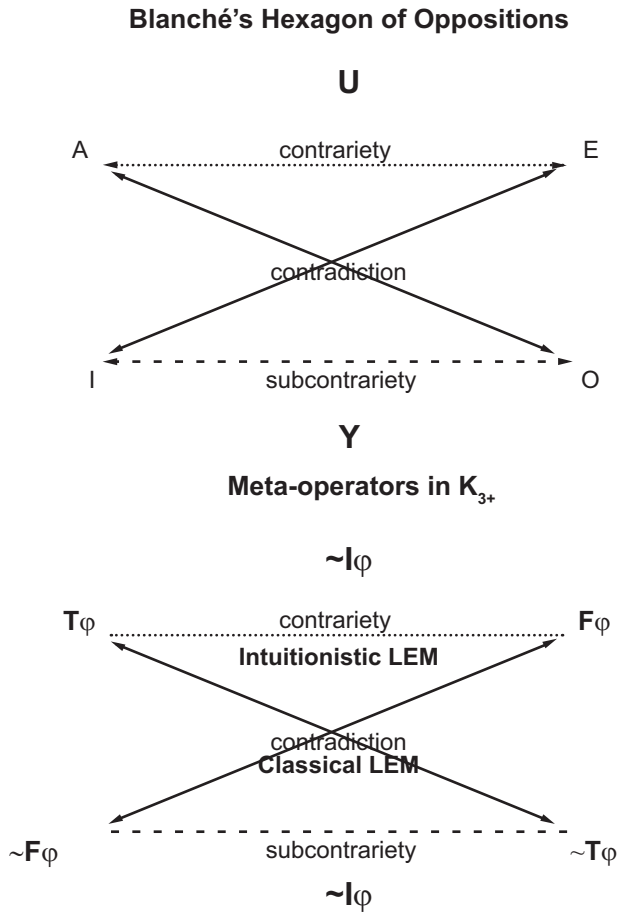 Blanché's Hexagon of Oppositions
U
A contrariety E
contradiction
I subcontrariety O
Y
Meta-operators in K₃₊
~Iφ
Tφ contrariety Fφ
Intuitionistic LEM
contradiction
Classical LEM
~Fφ subcontrariety ~Tφ
~Iφ